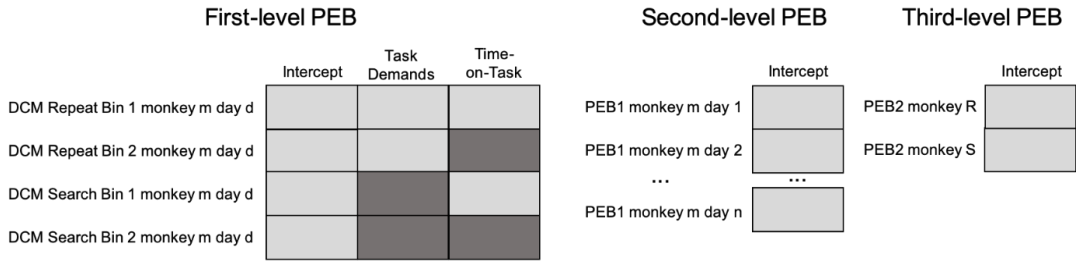 First-level PEB
Second-level PEB
Third-level PEB
Intercept
Task
Demands
Time-
on-Task
DCM Repeat Bin 1 monkey m day d
DCM Repeat Bin 2 monkey m day d
DCM Search Bin 1 monkey m day d
DCM Search Bin 2 monkey m day d
Intercept
PEB1 monkey m day 1
PEB1 monkey m day 2
... ...
PEB1 monkey m day n
Intercept
PEB2 monkey R
PEB2 monkey S